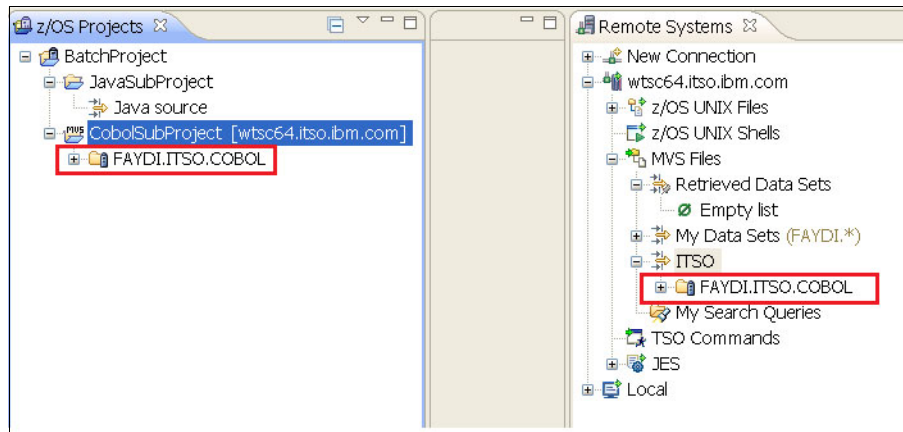 z/OS Projects
BatchProject
JavaSubProject
Java source
MVS CobolSubProject [wtsc64.itso.ibm.com]
FAYDI.ITSO.COBOL
Remote Systems
New Connection
wtsc64.itso.ibm.com
z/OS UNIX Files
z/OS UNIX Shells
MVS Files
Retrieved Data Sets
Empty list
My Data Sets (FAYDI.*)
ITSO
FAYDI.ITSO.COBOL
My Search Queries
TSO Commands
JES
Local